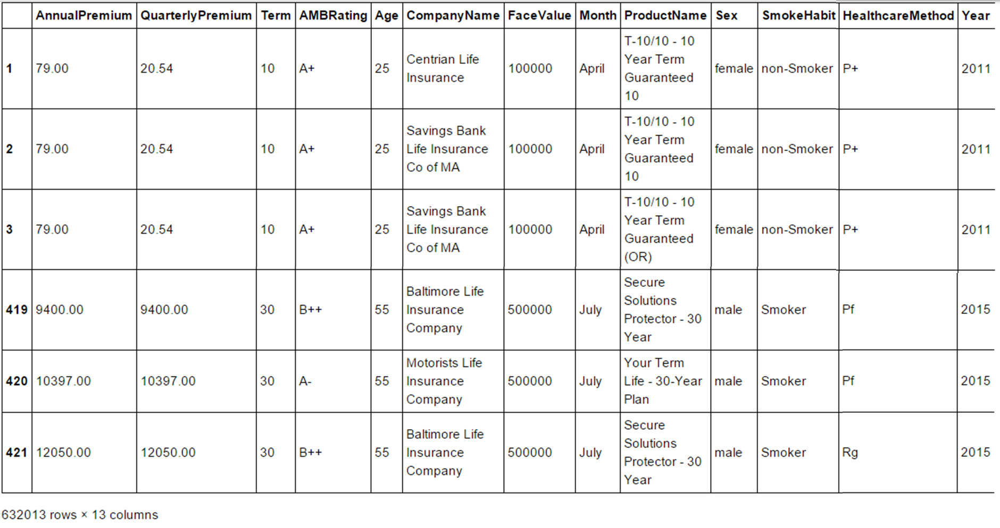 AnnualPremium QuarterlyPremium Term AMBRating Age CompanyName FaceValue Month ProductName Sex SmokeHabit HealthcareMethod Year
1 79.00 20.54 10 A+ 25 Centrian Life Insurance 100000 April T-10/10 - 10 Year Term Guaranteed 10 female non-Smoker P+ 2011
2 79.00 20.54 10 A+ 25 Savings Bank Life Insurance Co of MA 100000 April T-10/10 - 10 Year Term Guaranteed 10 female non-Smoker P+ 2011
3 79.00 20.54 10 A+ 25 Savings Bank Life Insurance Co of MA 100000 April T-10/10 - 10 Year Term Guaranteed (OR) female non-Smoker P+ 2011
419 9400.00 9400.00 30 B++ 55 Baltimore Life Insurance Company 500000 July Secure Solutions Protector - 30 Year male Smoker Pf 2015
420 10397.00 10397.00 30 A- 55 Motorists Life Insurance Company 500000 July Your Term Life - 30-Year Plan male Smoker Pf 2015
421 12050.00 12050.00 30 B++ 55 Baltimore Life Insurance Company 500000 July Secure Solutions Protector - 30 Year male Smoker Rg 2015
632013 rows × 13 columns